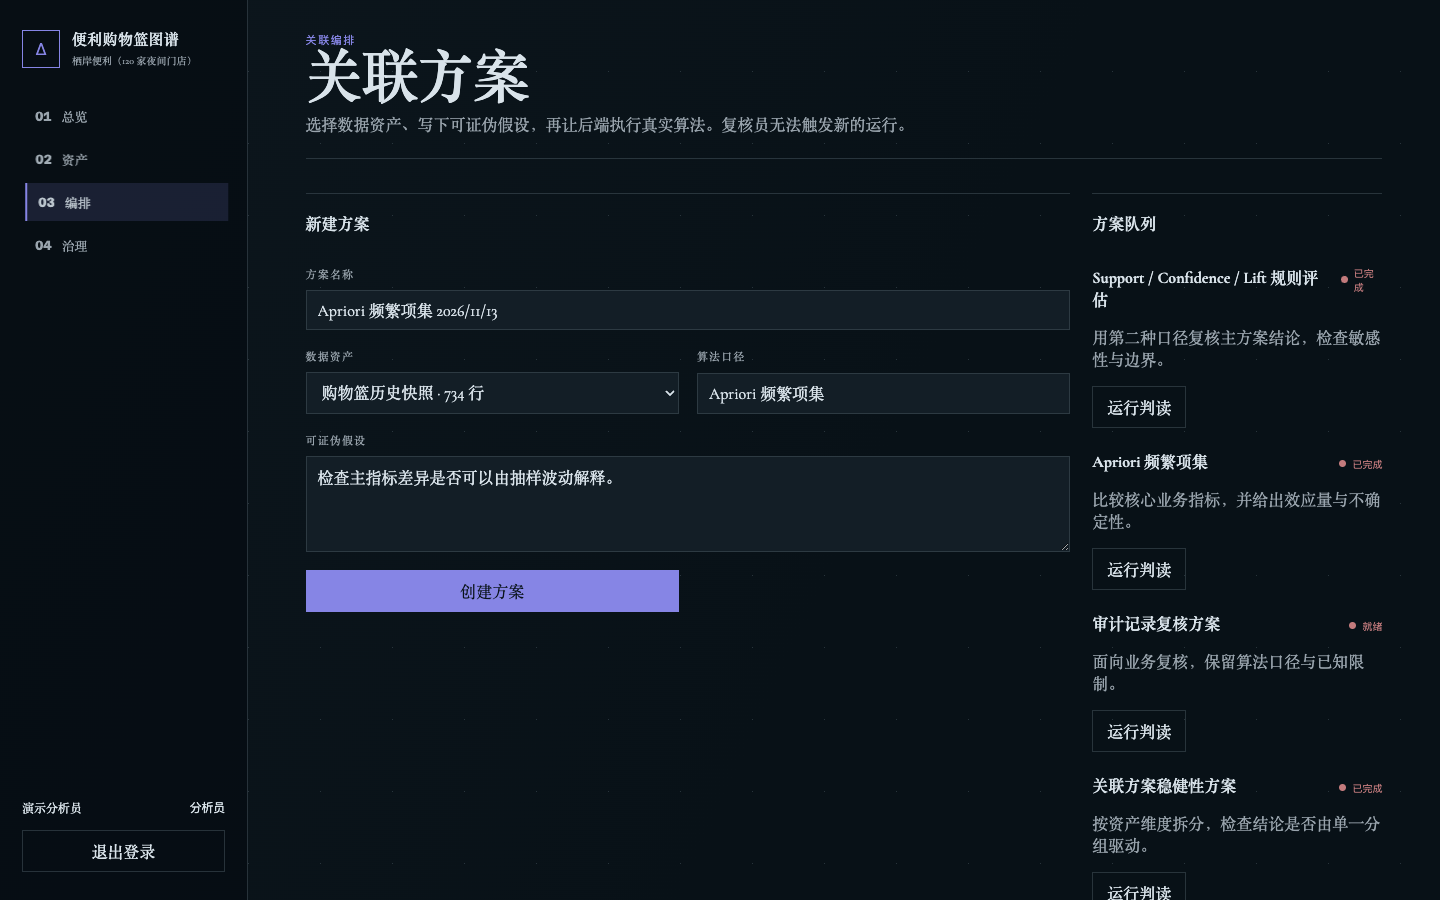 Δ
便利购物篮图谱
栖岸便利（120 家夜间门店）
01 总览
02 资产
03 编排
04 治理
演示分析员 分析员
退出登录
关联编排
关联方案
选择数据资产、写下可证伪假设，再让后端执行真实算法。复核员无法触发新的运行。
新建方案
方案名称
Apriori 频繁项集 2026/11/13
数据资产
购物篮历史快照 · 734 行
算法口径
Apriori 频繁项集
可证伪假设
检查主指标差异是否可以由抽样波动解释。
创建方案
方案队列
Support / Confidence / Lift 规则评
估
已完
成
用第二种口径复核主方案结论，检查敏感
性与边界。
运行判读
Apriori 频繁项集
已完成
比较核心业务指标，并给出效应量与不确
定性。
运行判读
审计记录复核方案
就绪
面向业务复核，保留算法口径与已知限
制。
运行判读
关联方案稳健性方案
已完成
按资产维度拆分，检查结论是否由单一分
组驱动。
运行判读